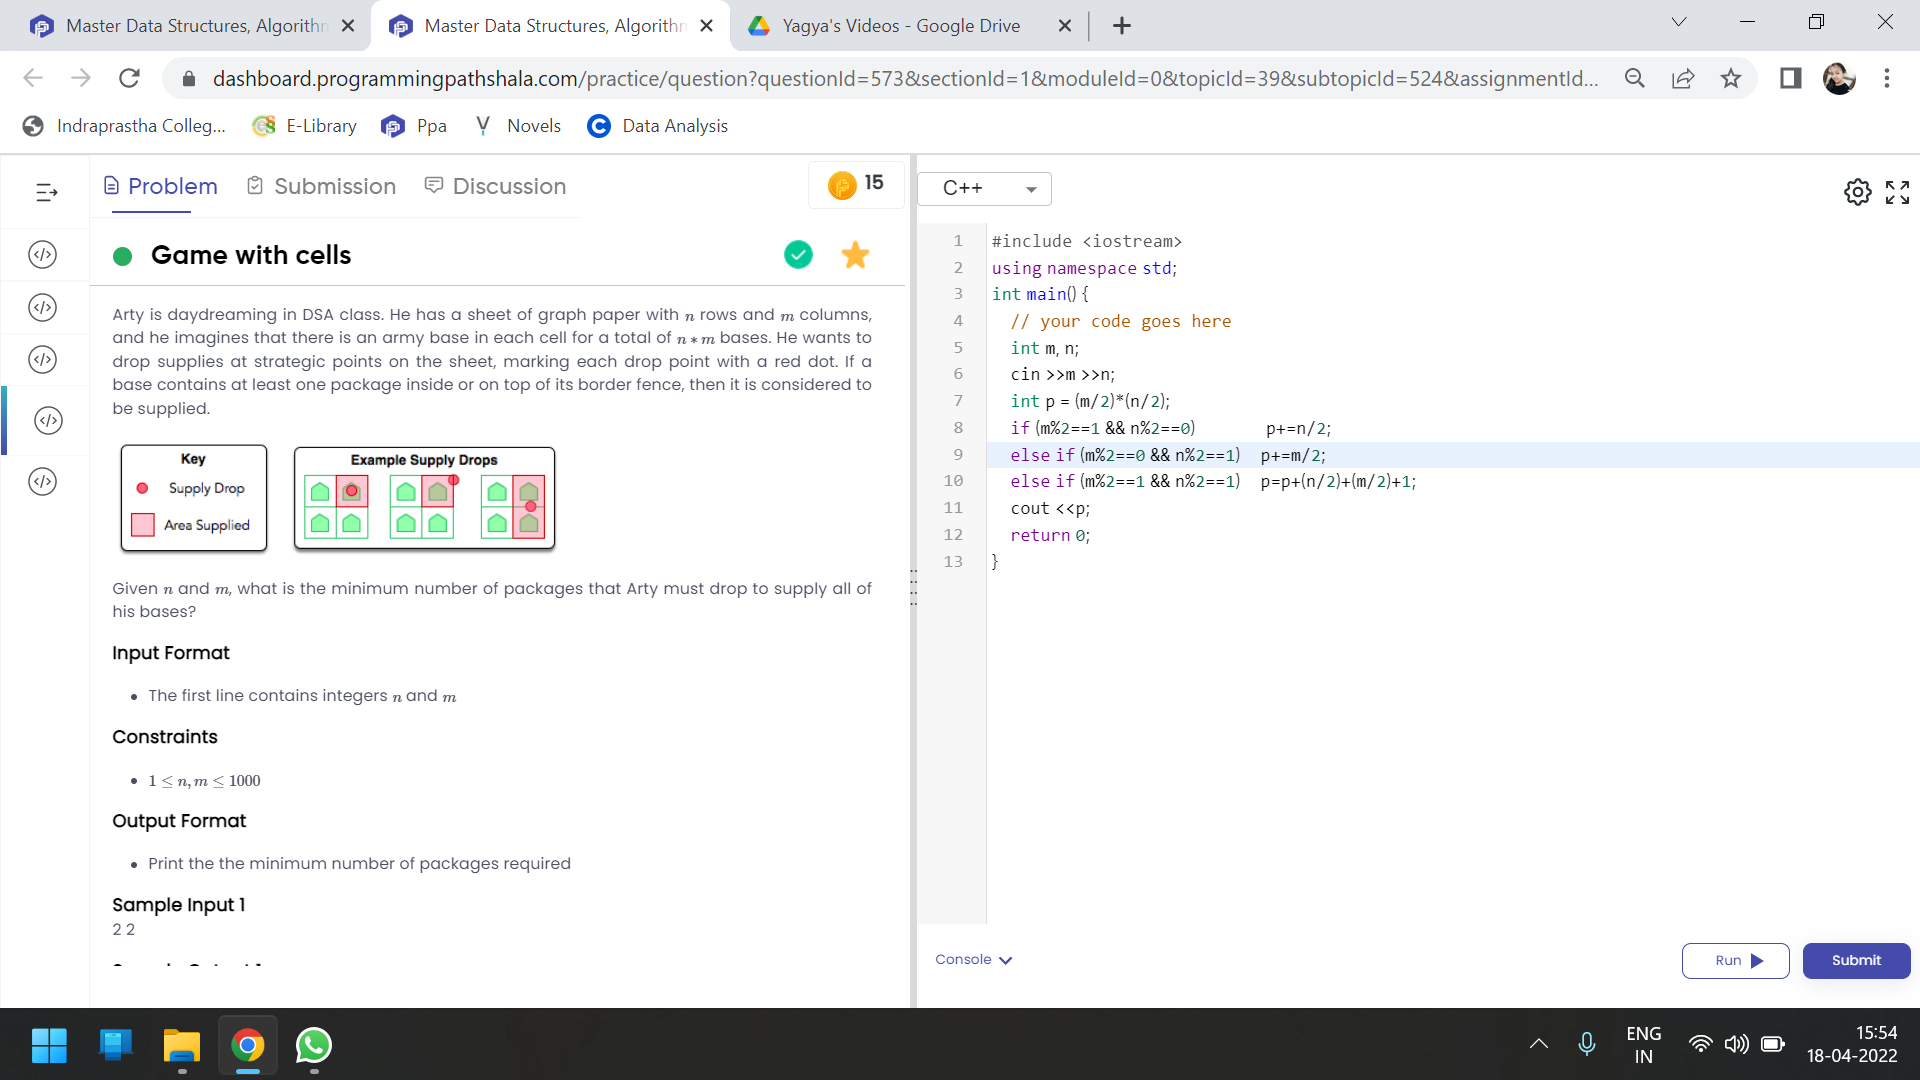 Master Data Structures, Algorithm
Master Data Structures, Algorithm
Yagya's Videos - Google Drive
dashboard.programmingpathshala.com/practice/question?questionId=573&sectionId=1&moduleId=0&topicId=39&subtopicId=524&assignmentId...
Indraprastha Colleg...
E-Library
Ppa
Novels
Data Analysis
Problem
Submission
Discussion
15
Game with cells
Arty is daydreaming in DSA class. He has a sheet of graph paper with n rows and m columns,
and he imagines that there is an army base in each cell for a total of n * m bases. He wants to
drop supplies at strategic points on the sheet, marking each drop point with a red dot. If a
base contains at least one package inside or on top of its border fence, then it is considered to
be supplied.
Key
Supply Drop
Area Supplied
Example Supply Drops
Given n and m, what is the minimum number of packages that Arty must drop to supply all of
his bases?
Input Format
• The first line contains integers n and m
Constraints
• 1 ≤ n, m ≤ 1000
Output Format
• Print the the minimum number of packages required
Sample Input 1
2 2
C++
1 #include <iostream>
2 using namespace std;
3 int main() {
4 // your code goes here
5 int m, n;
6 cin >>m >>n;
7 int p = (m/2)*(n/2);
8 if (m%2==1 && n%2==0) p+=n/2;
9 else if (m%2==0 && n%2==1) p+=m/2;
10 else if (m%2==1 && n%2==1) p=p+(n/2)+(m/2)+1;
11 cout <<p;
12 return 0;
13 }
Console
Run
Submit
ENG
IN
15:54
18-04-2022